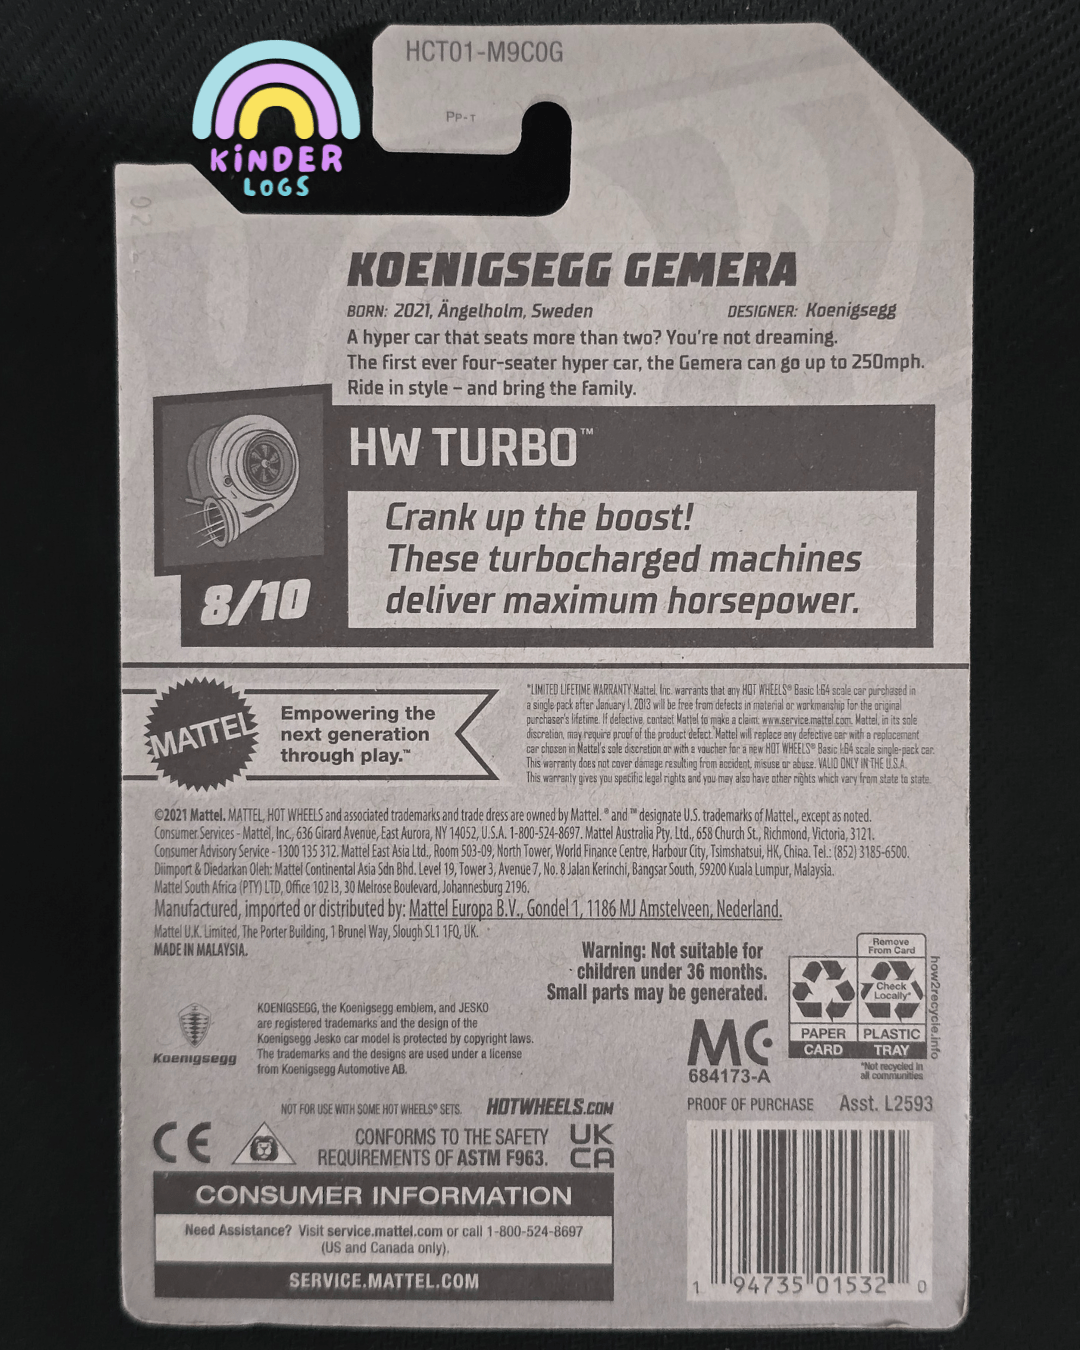 HCT01-M9C0G
PP-T
KiNDER
LOGS
02
KOENIGSEGG GEMERA
BORN: 2021, Ängelholm, Sweden
DESIGNER: Koenigsegg
A hyper car that seats more than two? You're not dreaming.
The first ever four-seater hyper car, the Gemera can go up to 250mph.
Ride in style – and bring the family.
HW TURBO™
Crank up the boost!
These turbocharged machines
deliver maximum horsepower.
8/10
MATTEL
Empowering the
next generation
through play.™
*LIMITED LIFETIME WARRANTY Mattel, Inc. warrants that any HOT WHEELS® Basic 1:64 scale car purchased in
a single-pack after January 1, 2013 will be free from defects in material or workmanship for the original
purchaser's lifetime. If defective, contact Mattel to make a claim: www.service.mattel.com. Mattel, in its sole
discretion, may require proof of the product defect. Mattel will replace any defective car with a replacement
car chosen in Mattel's sole discretion or with a voucher for a new HOT WHEELS® Basic 1:64 scale single-pack car.
This warranty does not cover damage resulting from accident, misuse or abuse. VALID ONLY IN THE U.S.A.
This warranty gives you specific legal rights and you may also have other rights which vary from state to state.
©2021 Mattel. MATTEL, HOT WHEELS and associated trademarks and trade dress are owned by Mattel. ® and ™ designate U.S. trademarks of Mattel., except as noted.
Consumer Services - Mattel, Inc., 636 Girard Avenue, East Aurora, NY 14052, U.S.A. 1-800-524-8697. Mattel Australia Pty. Ltd., 658 Church St., Richmond, Victoria, 3121.
Consumer Advisory Service - 1300 135 312. Mattel East Asia Ltd., Room 503-09, North Tower, World Finance Centre, Harbour City, Tsimshatsui, HK, China. Tel.: (852) 3185-6500.
Diimport & Diedarkan Oleh: Mattel Continental Asia Sdn Bhd. Level 19, Tower 3, Avenue 7, No. 8 Jalan Kerinchi, Bangsar South, 59200 Kuala Lumpur, Malaysia.
Mattel South Africa (PTY) LTD, Office 102 I3, 30 Melrose Boulevard, Johannesburg 2196.
Manufactured, imported or distributed by: Mattel Europa B.V., Gondel 1, 1186 MJ Amstelveen, Nederland.
Mattel U.K. Limited, The Porter Building, 1 Brunel Way, Slough SL1 1FQ, UK.
MADE IN MALAYSIA.
Warning: Not suitable for
children under 36 months.
Small parts may be generated.
Remove
From Card
Check
Locally*
PAPER
PLASTIC
CARD
TRAY
how2recycle.info
*Not recycled in
all communities
Koenigsegg
KOENIGSEGG, the Koenigsegg emblem, and JESKO
are registered trademarks and the design of the
Koenigsegg Jesko car model is protected by copyright laws.
The trademarks and the designs are used under a license
from Koenigsegg Automotive AB.
MC
684173-A
NOT FOR USE WITH SOME HOT WHEELS® SETS.
HOTWHEELS.COM
PROOF OF PURCHASE
Asst. L2593
CE
CONFORMS TO THE SAFETY
REQUIREMENTS OF ASTM F963.
UK
CA
CONSUMER INFORMATION
Need Assistance? Visit service.mattel.com or call 1-800-524-8697
(US and Canada only).
SERVICE.MATTEL.COM
1 94735 01532 0